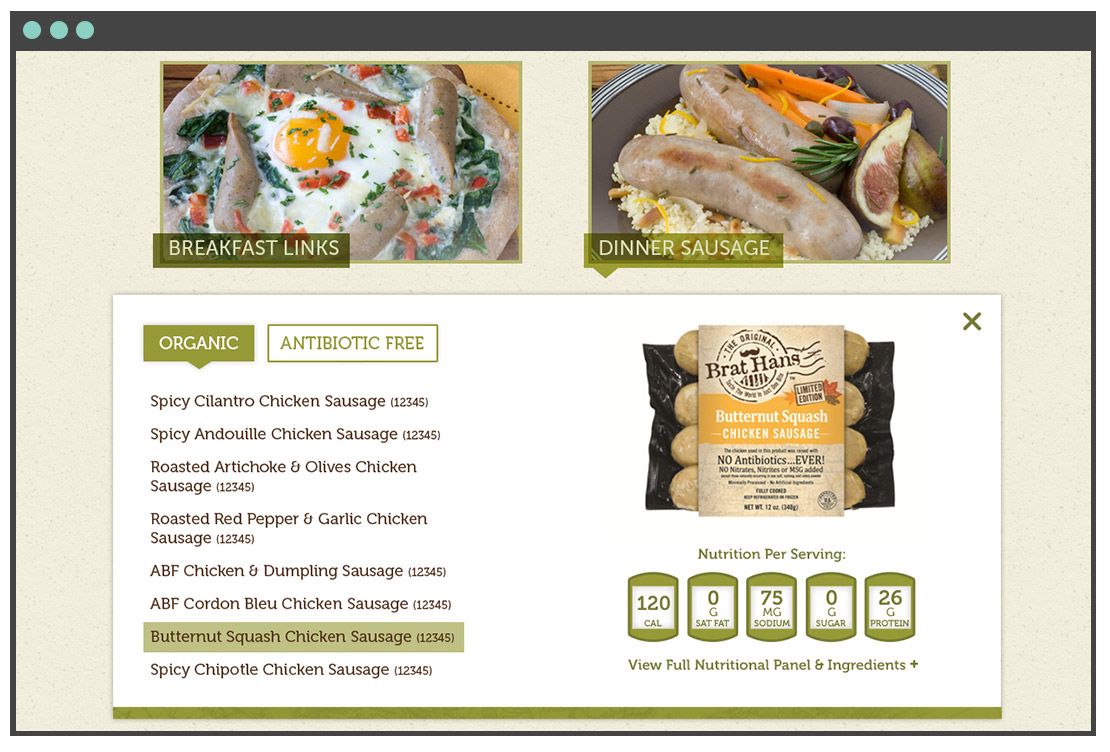 BREAKFAST LINKS
DINNER SAUSAGE
ORGANIC
ANTIBIOTIC FREE
Spicy Cilantro Chicken Sausage (12345)
Spicy Andouille Chicken Sausage (12345)
Roasted Artichoke & Olives Chicken
Sausage (12345)
Roasted Red Pepper & Garlic Chicken
Sausage (12345)
ABF Chicken & Dumpling Sausage (12345)
ABF Cordon Bleu Chicken Sausage (12345)
Butternut Squash Chicken Sausage (12345)
Spicy Chipotle Chicken Sausage (12345)
THE ORIGINAL
Brat Hans
LIMITED
EDITION
Butternut Squash
CHICKEN SAUSAGE
The chicken used in this product was raised with
NO Antibiotics...EVER!
NO Nitrates, Nitrites or MSG added
Minimally Processed - No Artificial Ingredients
FULLY COOKED
KEEP REFRIGERATED OR FROZEN
NET WT. 12 oz. (340g)
Nutrition Per Serving:
120
CAL
0
G
SAT FAT
75
MG
SODIUM
0
G
SUGAR
26
G
PROTEIN
View Full Nutritional Panel & Ingredients +